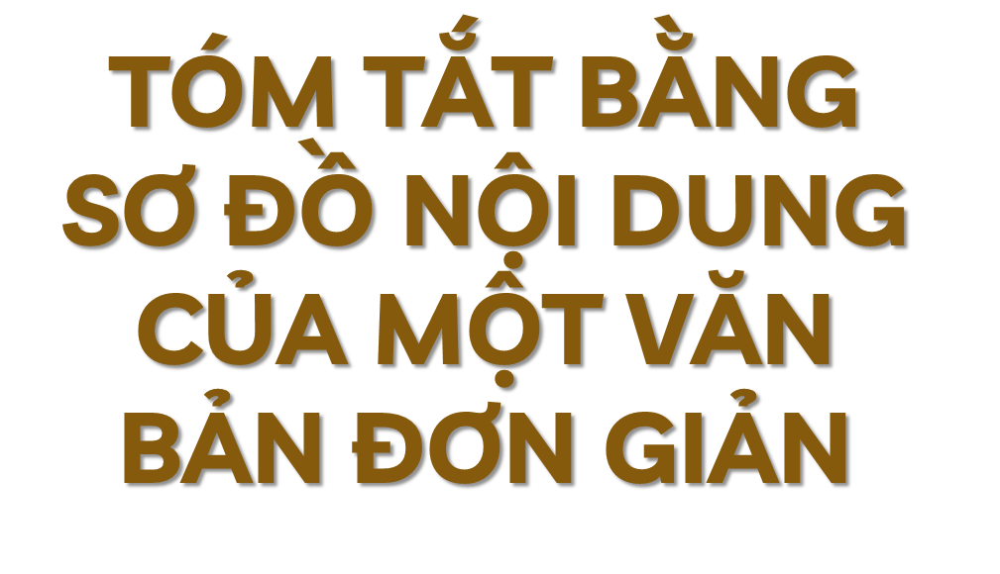 TÓM TẮT BẰNG
SƠ ĐỒ NỘI DUNG
CỦA MỘT VĂN
BẢN ĐƠN GIẢN